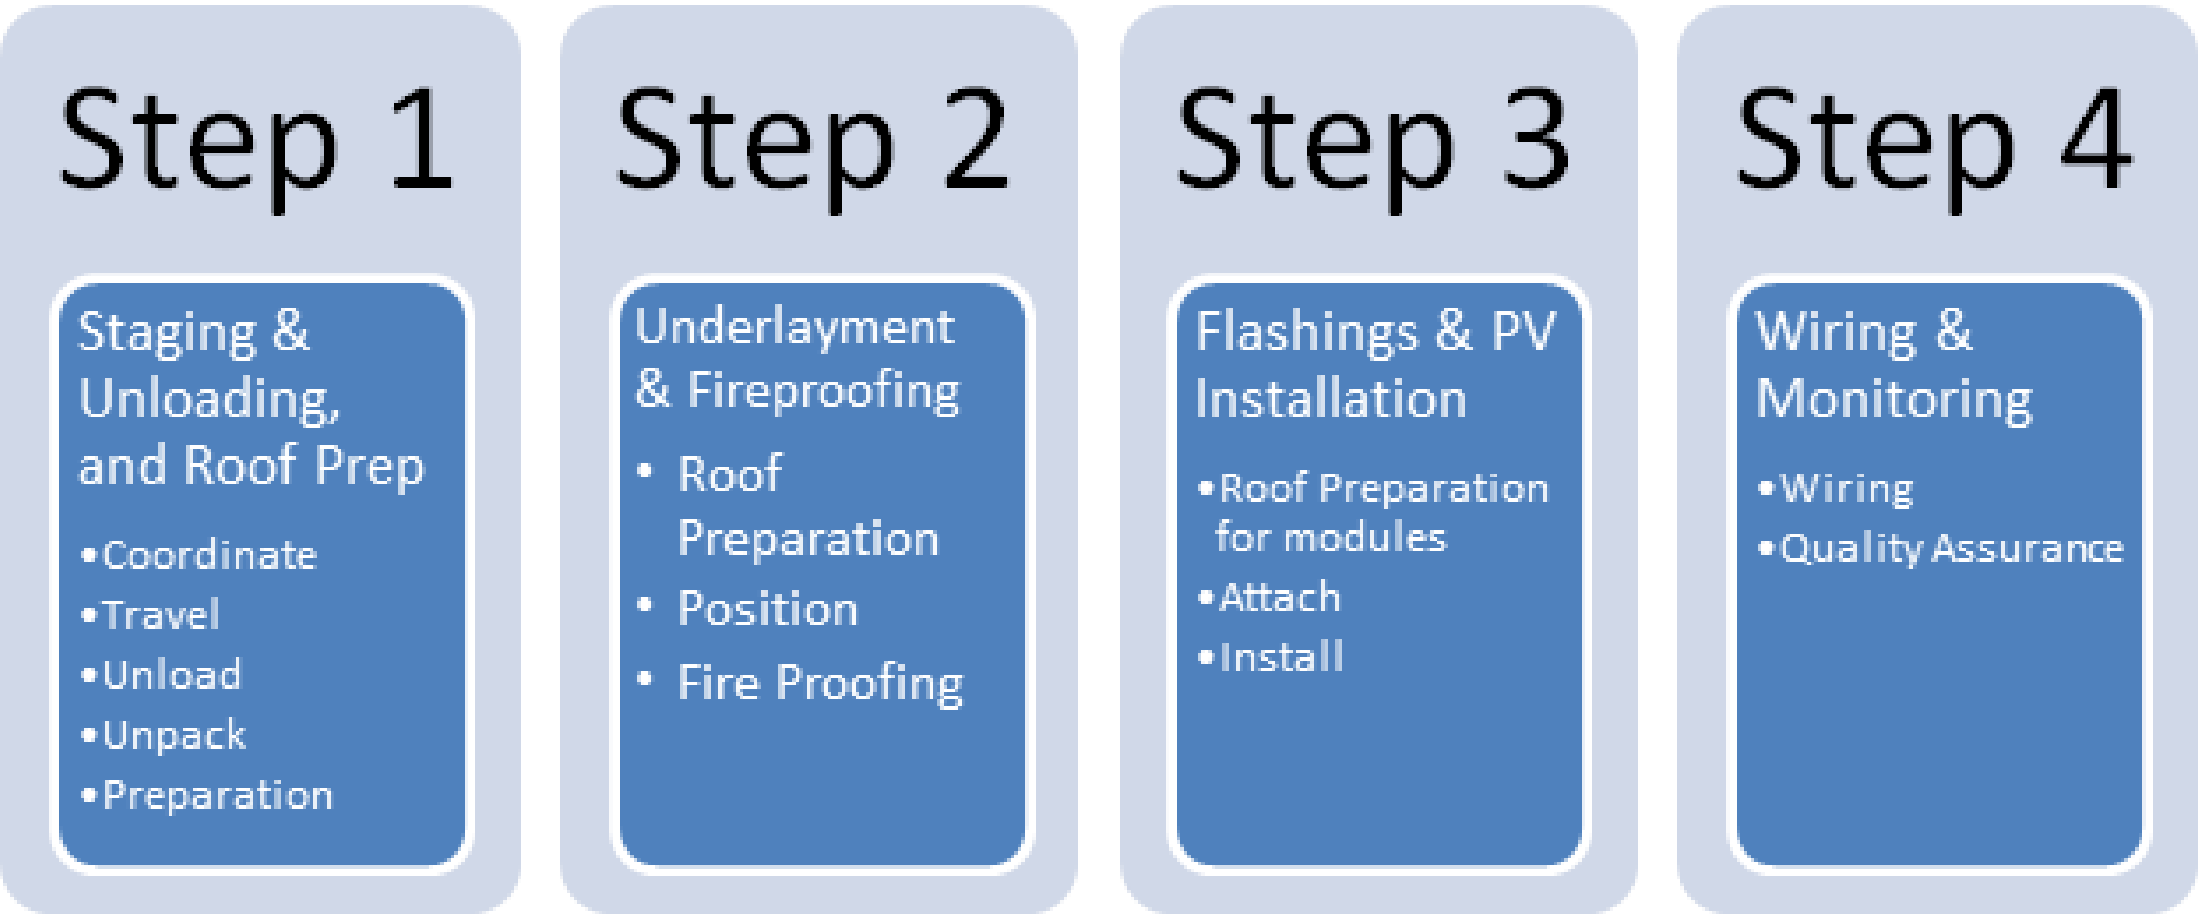 Step 1
Staging &
Unloading,
and Roof Prep
•Coordinate
•Travel
•Unload
•Unpack
•Preparation
Step 2
Underlayment
& Fireproofing
• Roof
Preparation
• Position
• Fire Proofing
Step 3
Flashings & PV
Installation
•Roof Preparation
for modules
•Attach
•Install
Step 4
Wiring &
Monitoring
•Wiring
•Quality Assurance